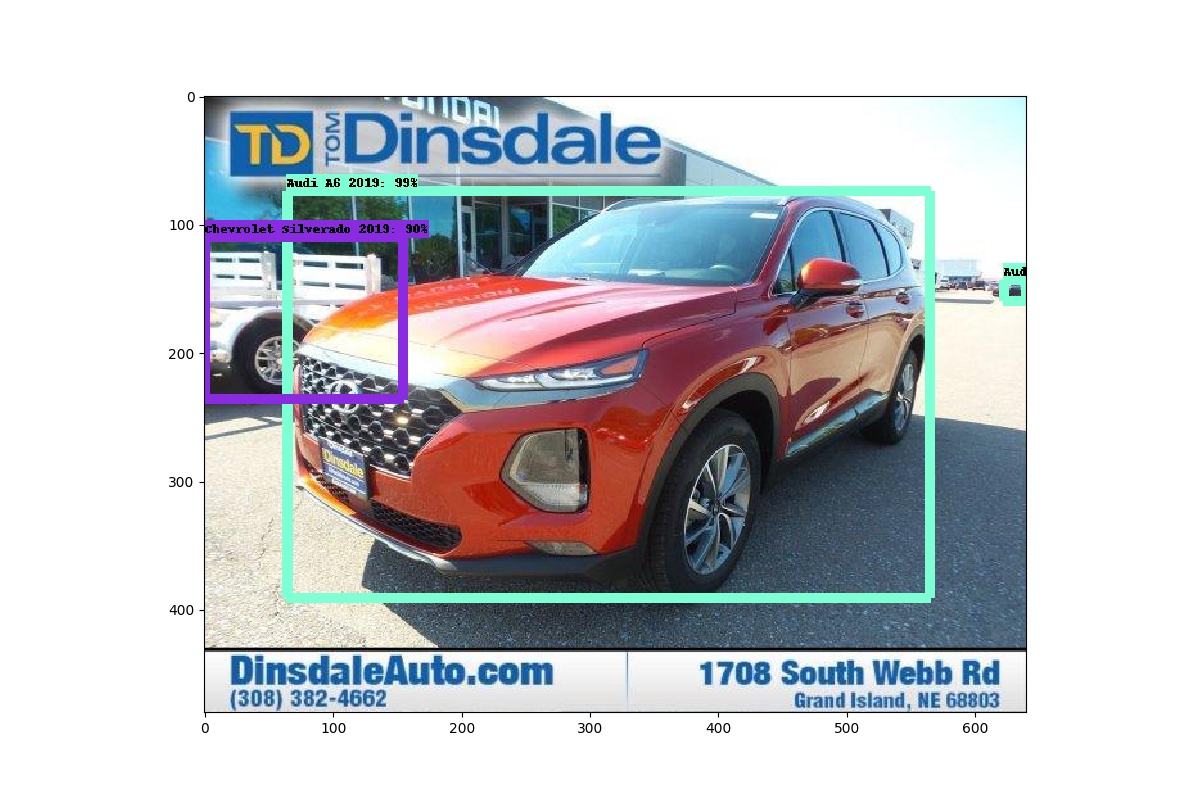 0
100
200
300
400
0
100
200
300
400
500
600
HYUNDAI
TD
TOM
Dinsdale
Audi A6 2019: 99%
Chevrolet Silverado 2019: 90%
Aud
Dinsdale
DinsdaleAuto.com
(308) 382-4662
1708 South Webb Rd
Grand Island, NE 68803